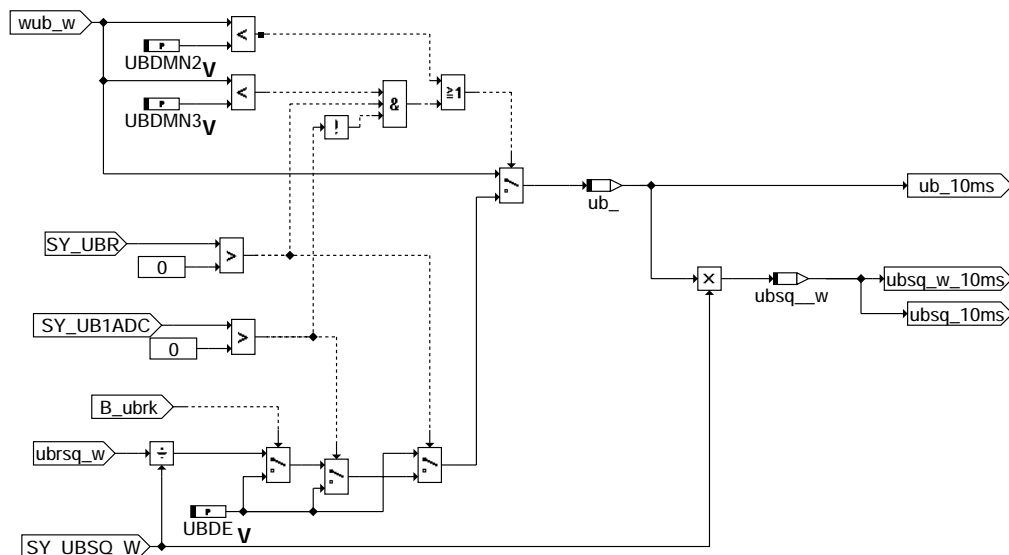 wub_w
<
P
UBDMN2 V
<
P
UBDMN3 V
!
&
≥1
ub_
ub_10ms
SY_UBR
>
0
×
ubsq__w
ubsq_w_10ms
ubsq_10ms
SY_UB1ADC
>
0
B_ubrk
ubrsq_w
÷
P
UBDE V
SY_UBSQ_W